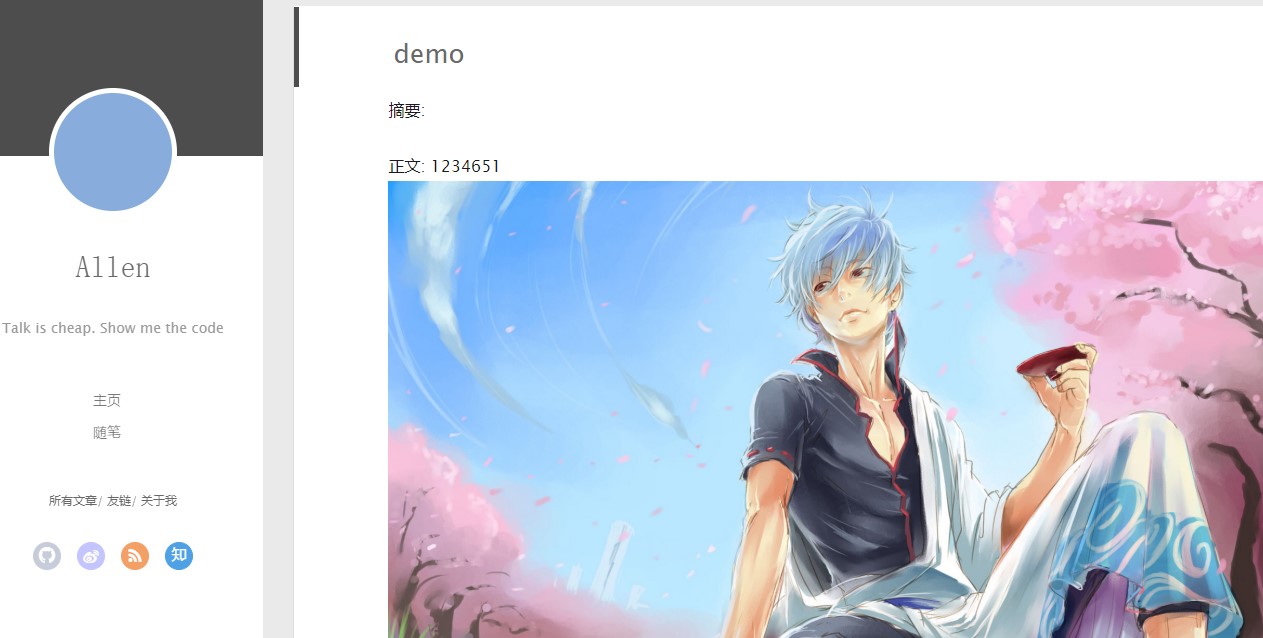 Allen
Talk is cheap. Show me the code
主页
随笔
所有文章/ 友链/ 关于我
知
demo
摘要:
正文: 1234651